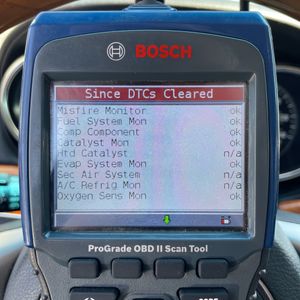 BOSCH
Since DTCs Cleared
Misfire Monitor ok
Fuel System Mon ok
Comp Component ok
Catalyst Mon ok
Htd Catalyst n/a
Evap System Mon ok
Sec Air System n/a
A/C Refrig Mon n/a
Oxygen Sens Mon ok
ProGrade OBD II Scan Tool